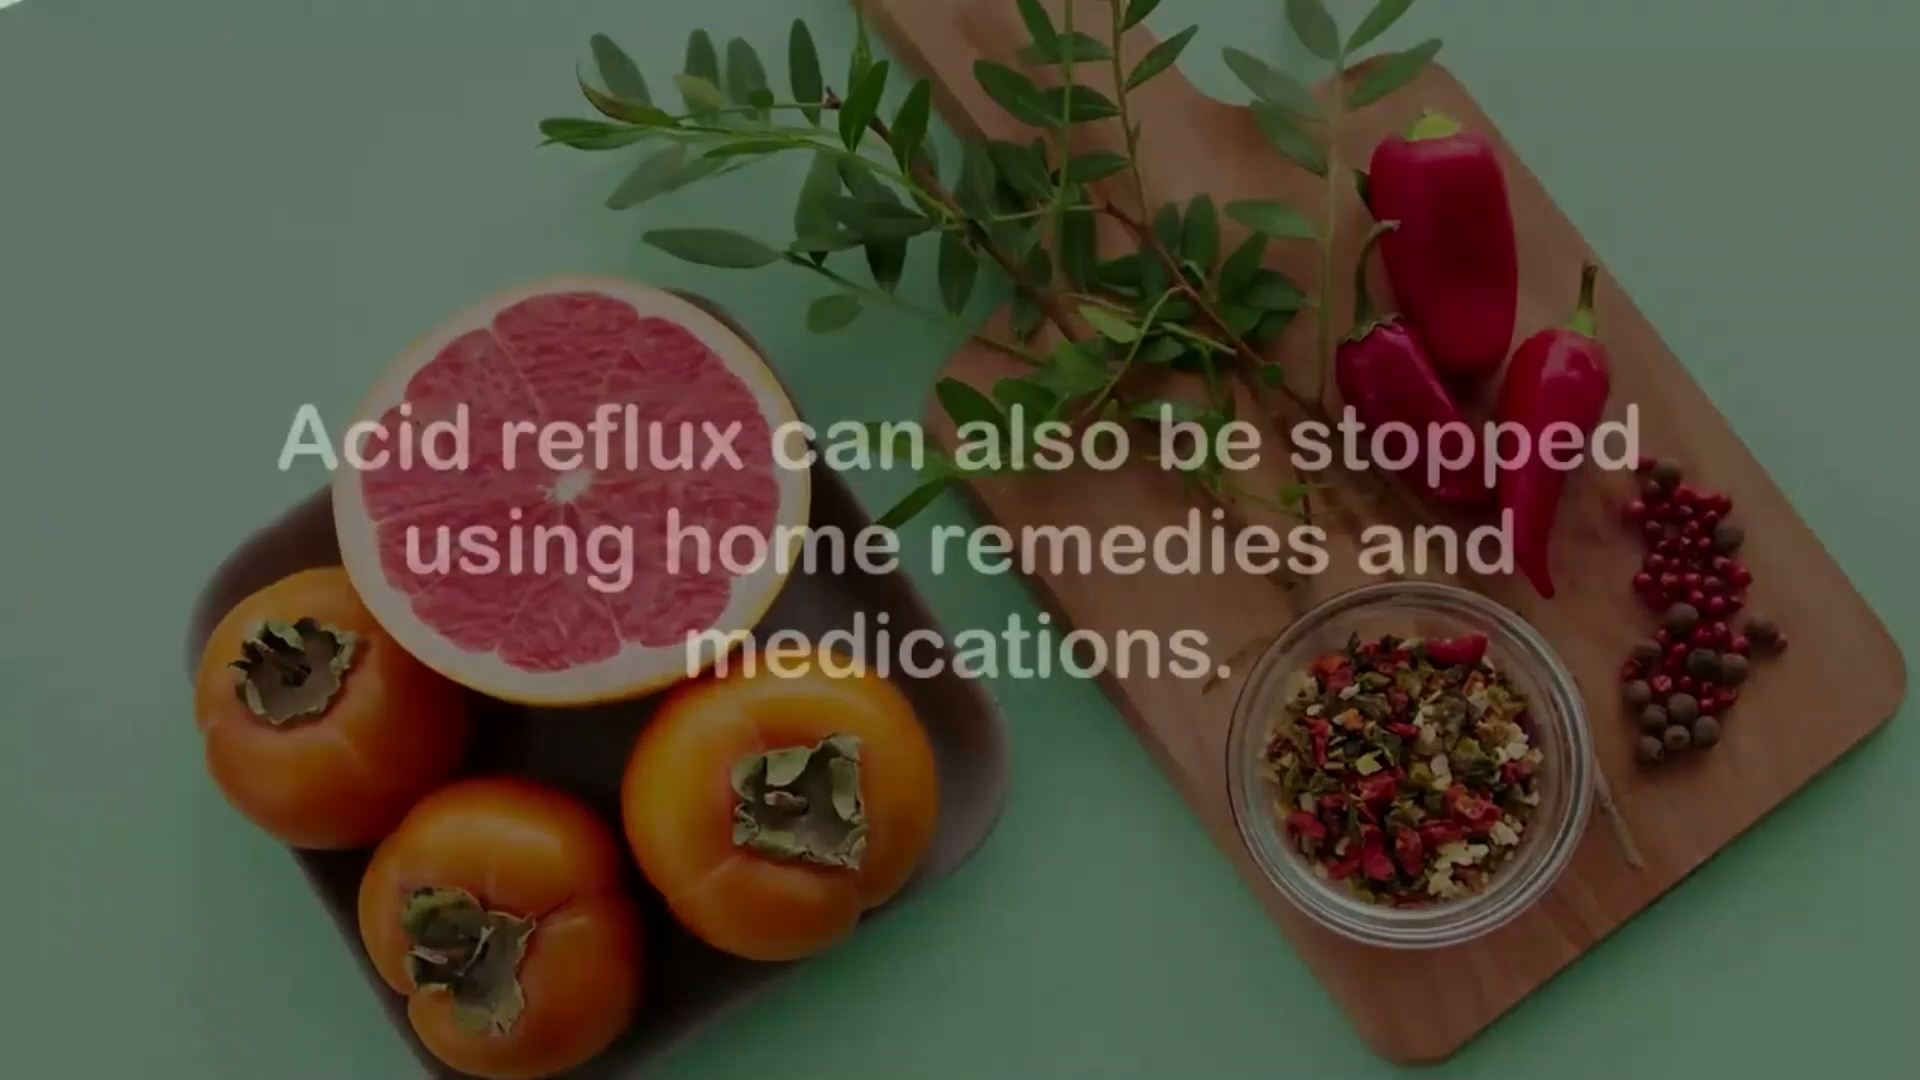 Acid reflux can also be stopped
using home remedies and
medications.